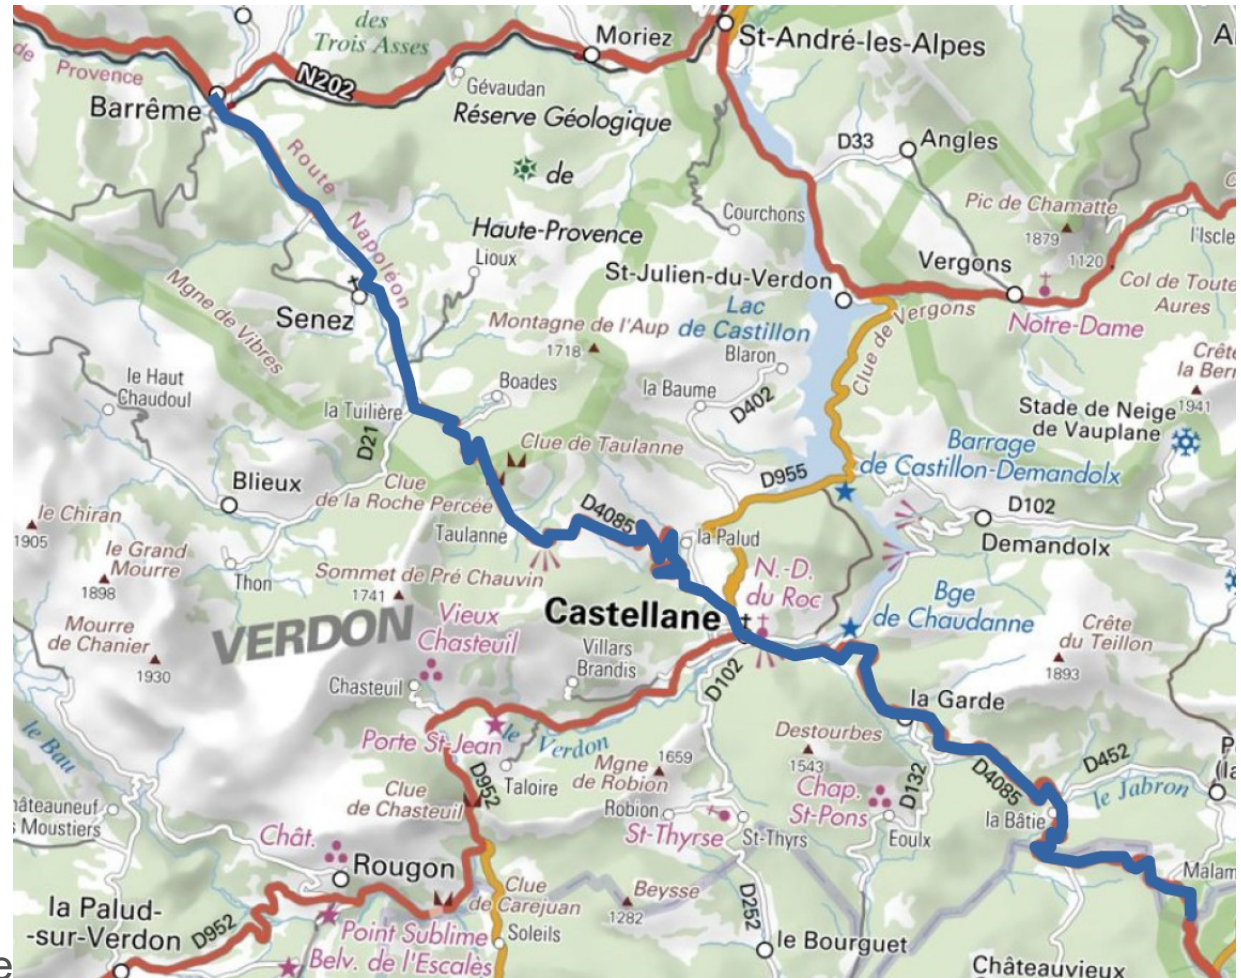 des
Trois Asses
Moriez
St-André-les-Alpes
de
Provence
N202
Gévaudan
Barrême
Réserve Géologique
de
Haute-Provence
D33
Angles
Route Napoléon
Courchons
Pic de Chamatte
1879
1120
l'Iscle
Lioux
St-Julien-du-Verdon
Vergons
Col de Toute
Aures
Senez
Mgne de Vibres
Montagne de l'Aup
1718
Lac
de Castillon
Clue de Vergons
Notre-Dame
Blaron
le Haut
Chaudoul
Boades
la Baume
D402
Crête
la Bern
1941
la Tuilière
D21
Stade de Neige
de Vauplane
Clue de Taulanne
Barrage
de Castillon-Demandolx
Blieux
Clue
de la Roche Percée
D955
D102
le Chiran
1905
D4085
Taulanne
la Palud
Demandolx
le Grand
Mourre
1898
Thon
Sommet de Pré Chauvin
1741
N.-D.
du Roc
Castellane
Bge
de Chaudanne
Mourre
de Chanier
1930
VERDON
Vieux
Chasteuil
Villars
Brandis
Crête
du Teillon
1893
Chasteuil
D102
la Garde
le Bau
Porte St-Jean
le Verdon
Destourbes
1543
D452
Taloire
Mgne
de Robion
1659
D952
D132
D4085
le Jabron
Clue
de Chasteuil
Chap.
St-Pons
hâteauneuf
s Moustiers
Robion
St-Thyrse
St-Thyrs
Eoulx
la Bâtie
Chât.
Rougon
Malam
Clue
de Carejuan
Beysse
1282
la Palud-
-sur-Verdon
D952
D252
Point Sublime
Belv. de l'Escalès
Soleils
le Bourguet
Châteauvieux
e